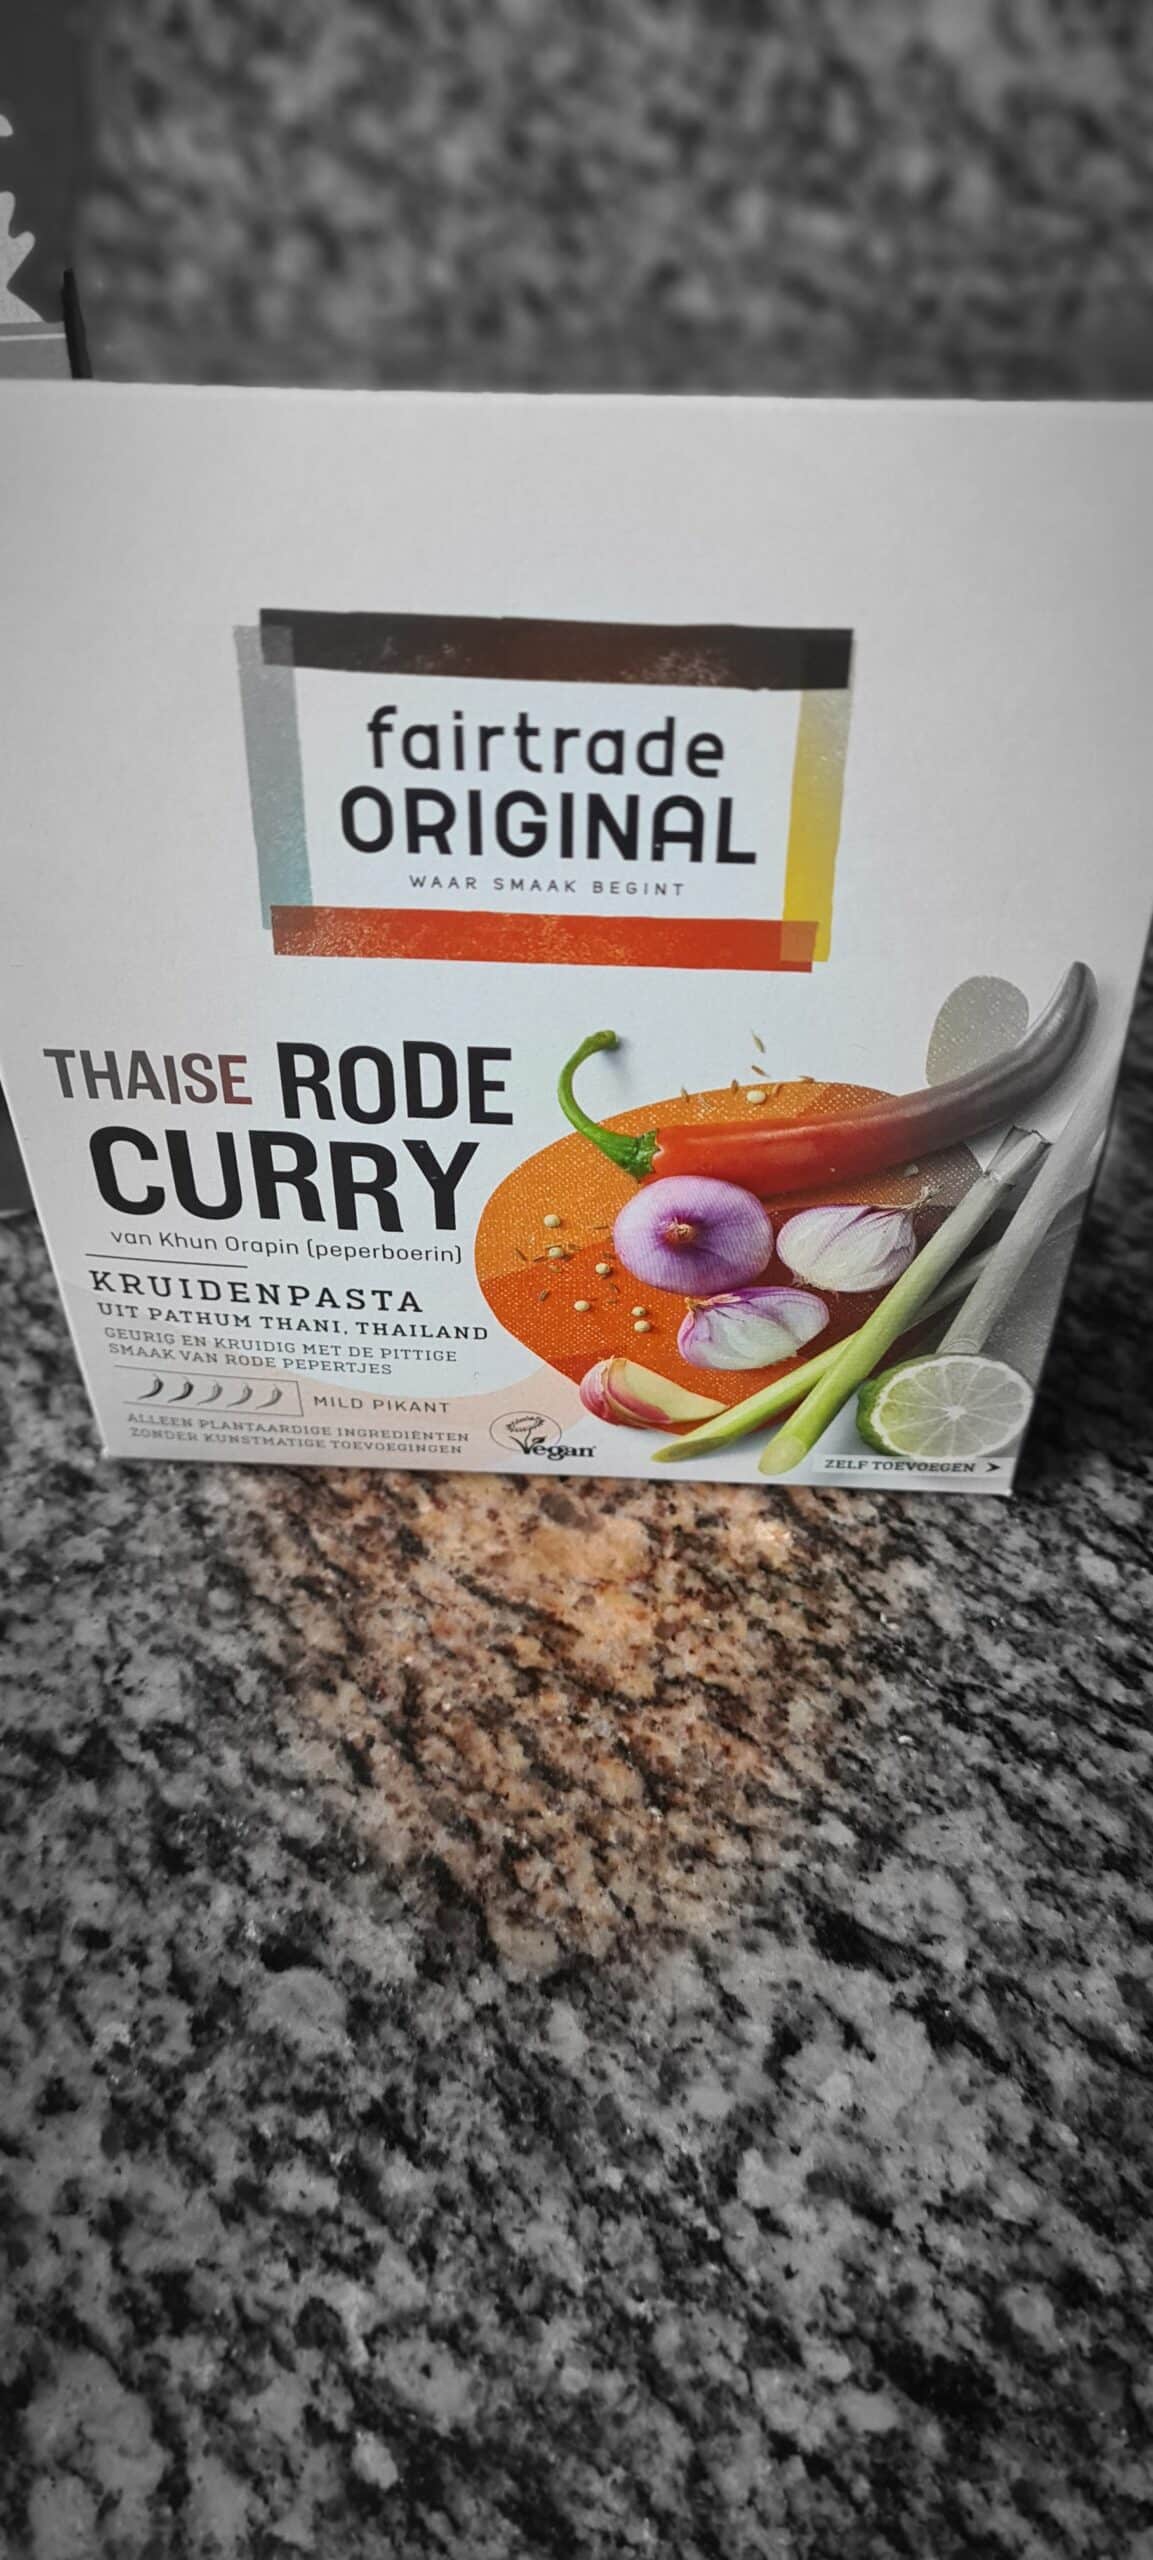 fairtrade
ORIGINAL
WAAR SMAAK BEGINT
THAISE RODE
CURRY
van Khun Orapin (peperboerin)
KRUIDENPASTA
UIT PATHUM THANI, THAILAND
GEURIG EN KRUIDIG MET DE PITTIGE
SMAAK VAN RODE PEPERTJES
MILD PIKANT
ALLEEN PLANTAARDIGE INGREDIËNTEN
ZONDER KUNSTMATIGE TOEVOEGINGEN
Vegan
ZELF TOEVOEGEN